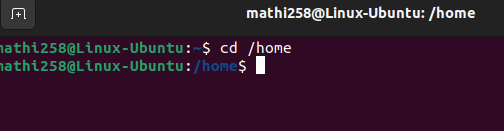 mathi258@Linux-Ubuntu: /home
mathi258@Linux-Ubuntu:~$ cd /home
mathi258@Linux-Ubuntu:/home$